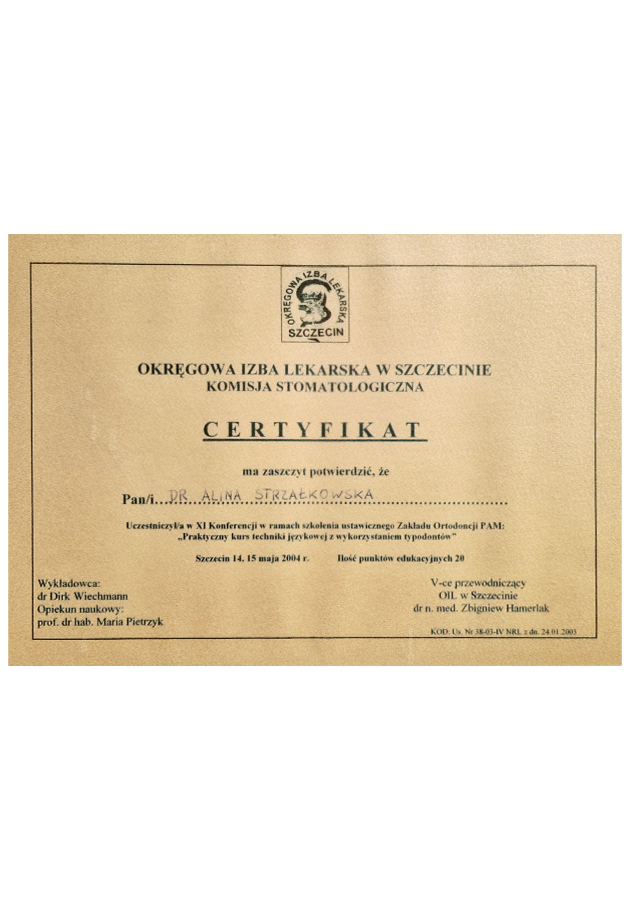 OKRĘGOWA IZBA LEKARSKA
SZCZECIN
OKRĘGOWA IZBA LEKARSKA W SZCZECINIE
KOMISJA STOMATOLOGICZNA
CERTYFIKAT
ma zaszczyt potwierdzić, że
Pan/i...DR ALINA STRZAŁKOWSKA...
Uczestniczył/a w XI Konferencji w ramach szkolenia ustawicznego Zakładu Ortodoncji PAM:
„Praktyczny kurs techniki językowej z wykorzystaniem typodontów”
Szczecin 14. 15 maja 2004 r. Ilość punktów edukacyjnych 20
Wykładowca:
dr Dirk Wiechmann
Opiekun naukowy:
prof. dr hab. Maria Pietrzyk
V-ce przewodniczący
OIL w Szczecinie
dr n. med. Zbigniew Hamerlak
KOD: Us. Nr 38-03-IV NRL z dn. 24.01.2003